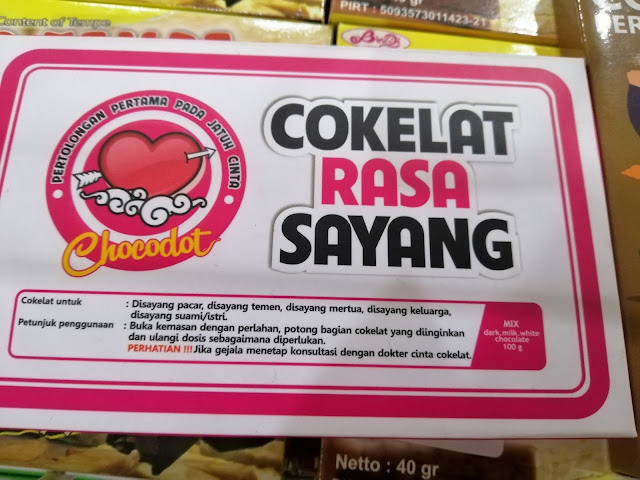 Content of Tempe
40 gr
PIRT : 5093573011423-21
PERTOLONGAN PERTAMA PADA JATUH CINTA
Chocodot
COKELAT
RASA
SAYANG
Cokelat untuk : Disayang pacar, disayang temen, disayang mertua, disayang keluarga,
disayang suami/istri.
Petunjuk penggunaan : Buka kemasan dengan perlahan, potong bagian cokelat yang diinginkan
dan ulangi dosis sebagaimana diperlukan.
PERHATIAN !!! Jika gejala menetap konsultasi dengan dokter cinta cokelat.
MIX
dark,milk,white
chocolate
100 g
Netto : 40 gr